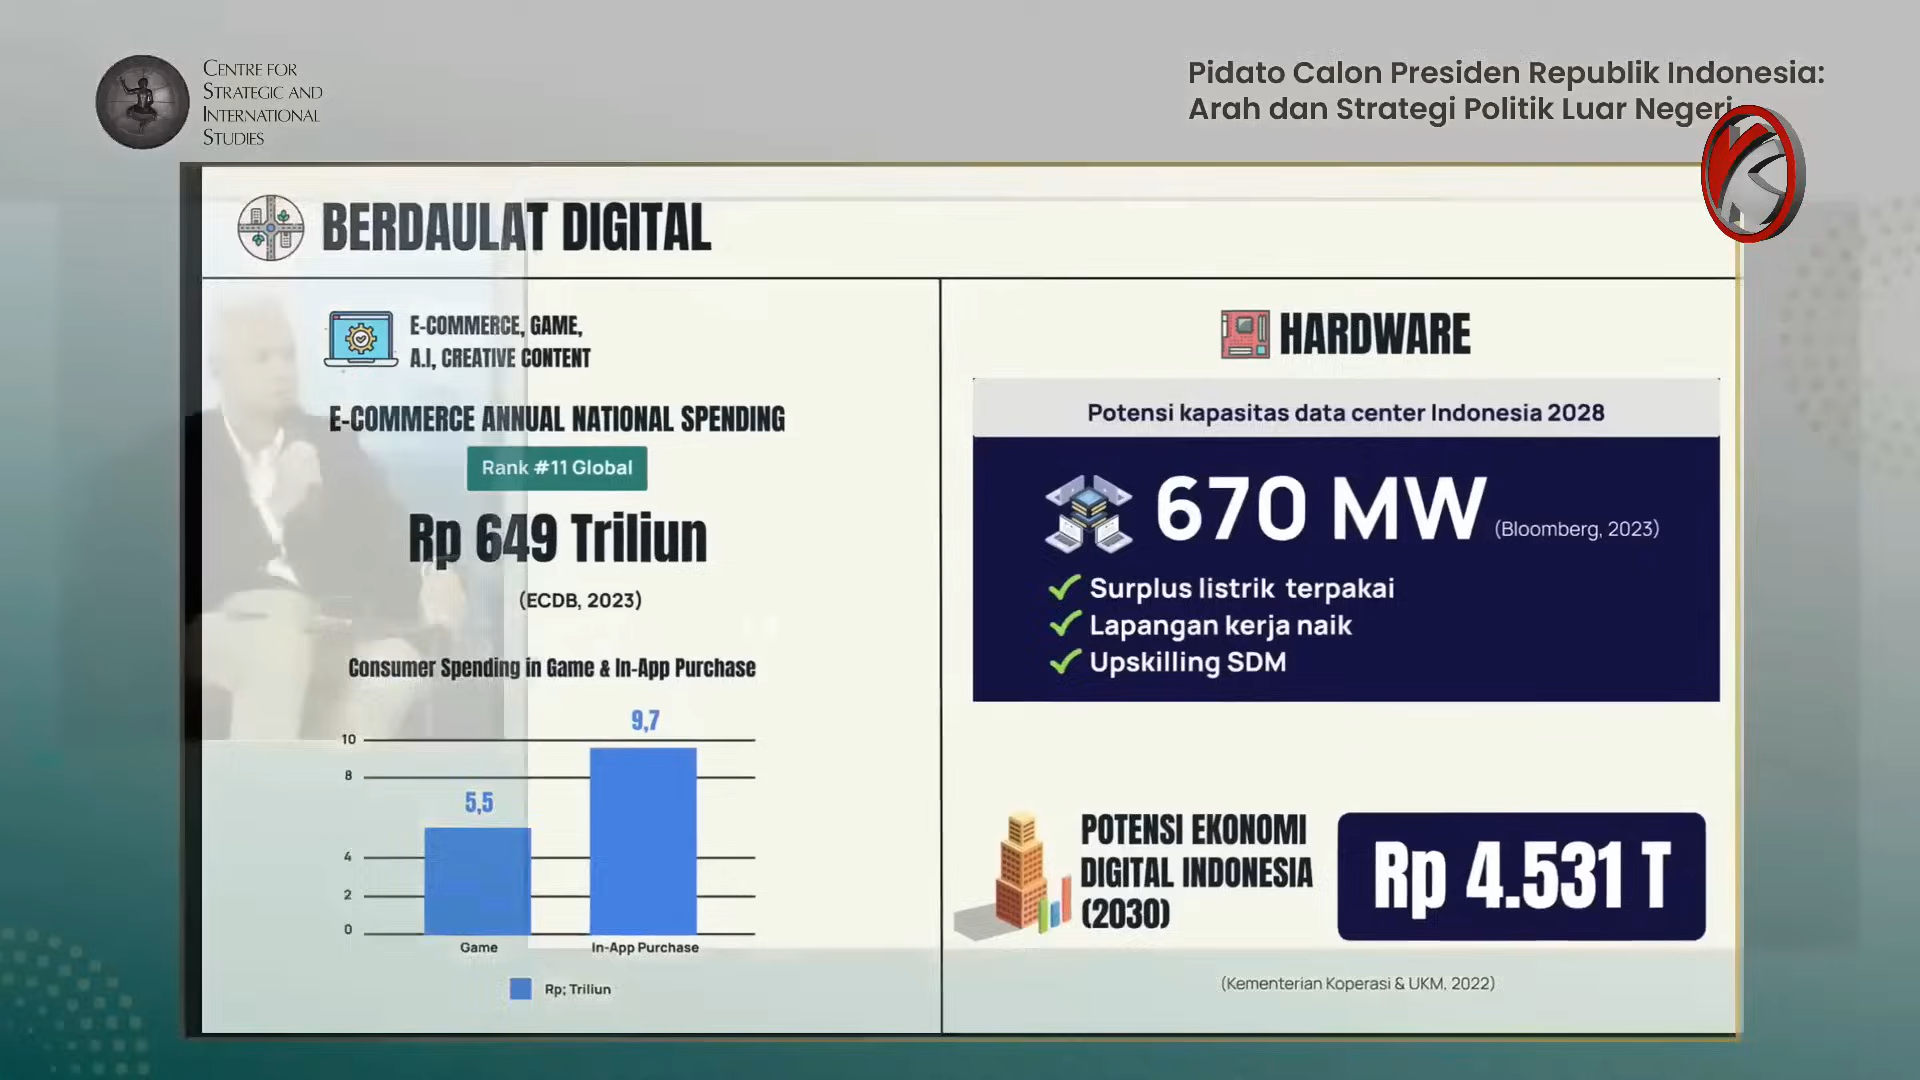 CENTRE FOR
STRATEGIC AND
INTERNATIONAL
STUDIES
Pidato Calon Presiden Republik Indonesia:
Arah dan Strategi Politik Luar Negeri
BERDAULAT DIGITAL
E-COMMERCE, GAME,
A.I, CREATIVE CONTENT
E-COMMERCE ANNUAL NATIONAL SPENDING
Rank #11 Global
Rp 649 Triliun
(ECDB, 2023)
Consumer Spending in Game & In-App Purchase
9,7
10
8
5,5
4
2
0
Game
In-App Purchase
Rp; Triliun
HARDWARE
Potensi kapasitas data center Indonesia 2028
670 MW (Bloomberg, 2023)
Surplus listrik terpakai
Lapangan kerja naik
Upskilling SDM
POTENSI EKONOMI
DIGITAL INDONESIA
(2030)
Rp 4.531 T
(Kementerian Koperasi & UKM, 2022)